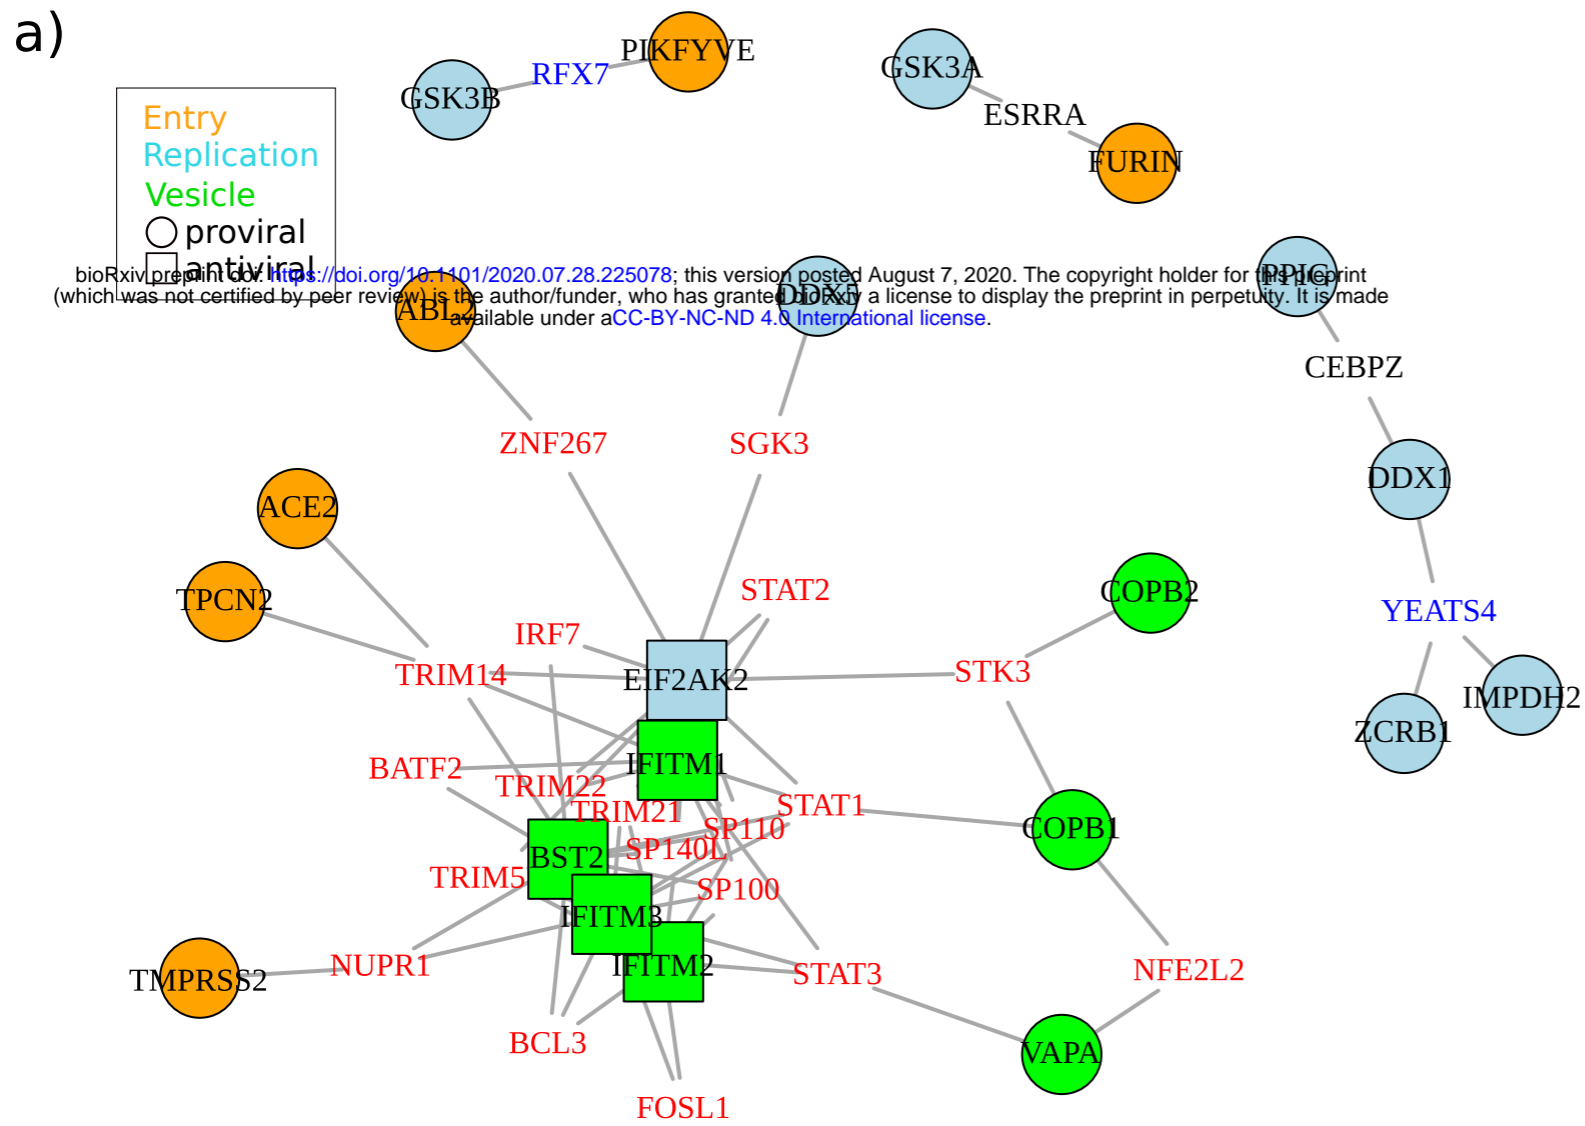 a)
PIKFYVE
RFX7
GSK3B
GSK3A
ESRRA
FURIN
Entry
Replication
Vesicle
proviral
antiviral
bioRxiv preprint doi: https://doi.org/10.1101/2020.07.28.225078; this version posted August 7, 2020. The copyright holder for this preprint
(which was not certified by peer review) is the author/funder, who has granted bioRxiv a license to display the preprint in perpetuity. It is made
available under aCC-BY-NC-ND 4.0 International license.
ABL2
DDX5
PPIG
CEBPZ
ZNF267
SGK3
DDX1
ACE2
TPCN2
STAT2
COPB2
YEATS4
IRF7
TRIM14
EIF2AK2
STK3
IMPDH2
ZCRB1
BATF2
IFITM1
TRIM22
TRIM21
STAT1
SP110
COPB1
SP140L
BST2
TRIM5
SP100
IFITM3
NUPR1
IFITM2
STAT3
NFE2L2
TMPRSS2
BCL3
VAPA
FOSL1